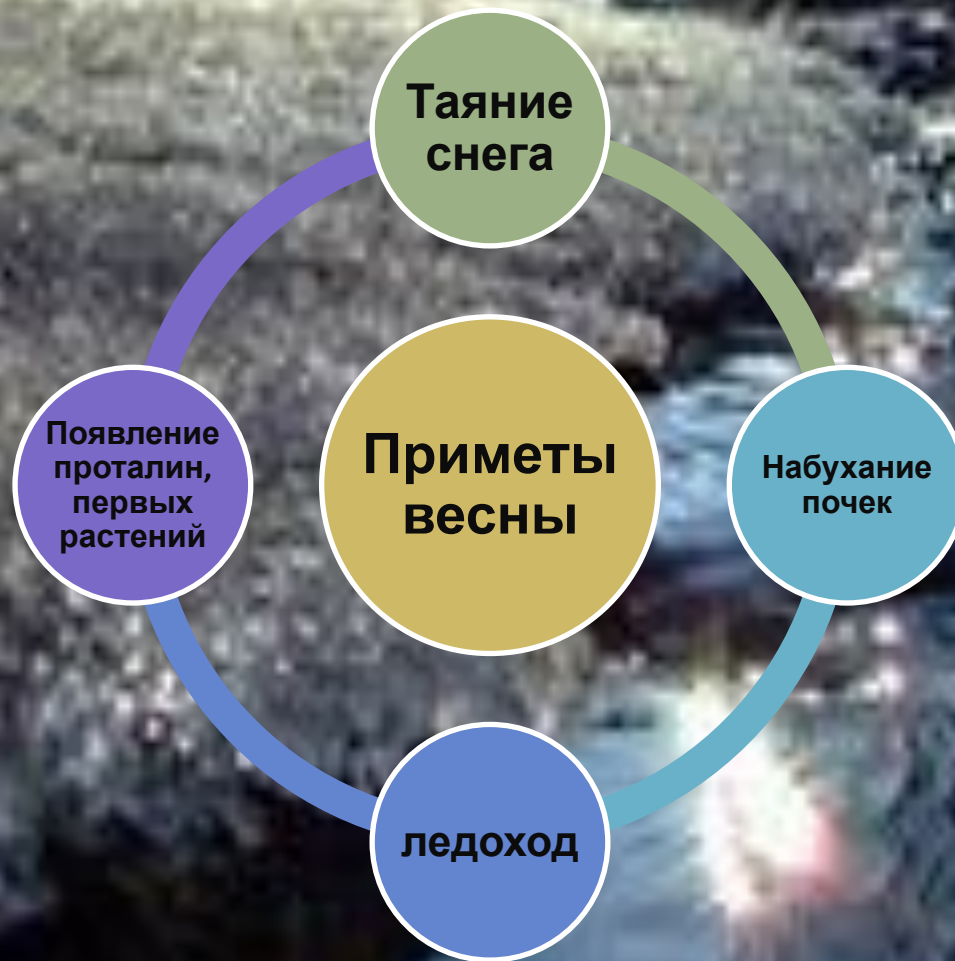 Таяние
снега
Появление
проталин,
первых
растений
Приметы
весны
Набухание
почек
ледоход